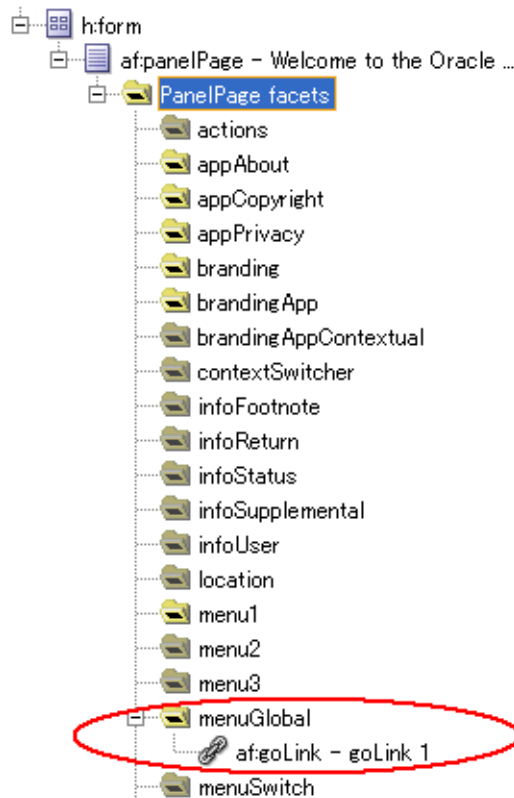 h:form
af:panelPage - Welcome to the Oracle ...
PanelPage facets
actions
appAbout
appCopyright
appPrivacy
branding
brandingApp
brandingAppContextual
contextSwitcher
infoFootnote
infoReturn
infoStatus
infoSupplemental
infoUser
location
menu1
menu2
menu3
menuGlobal
af:goLink - goLink 1
menuSwitch